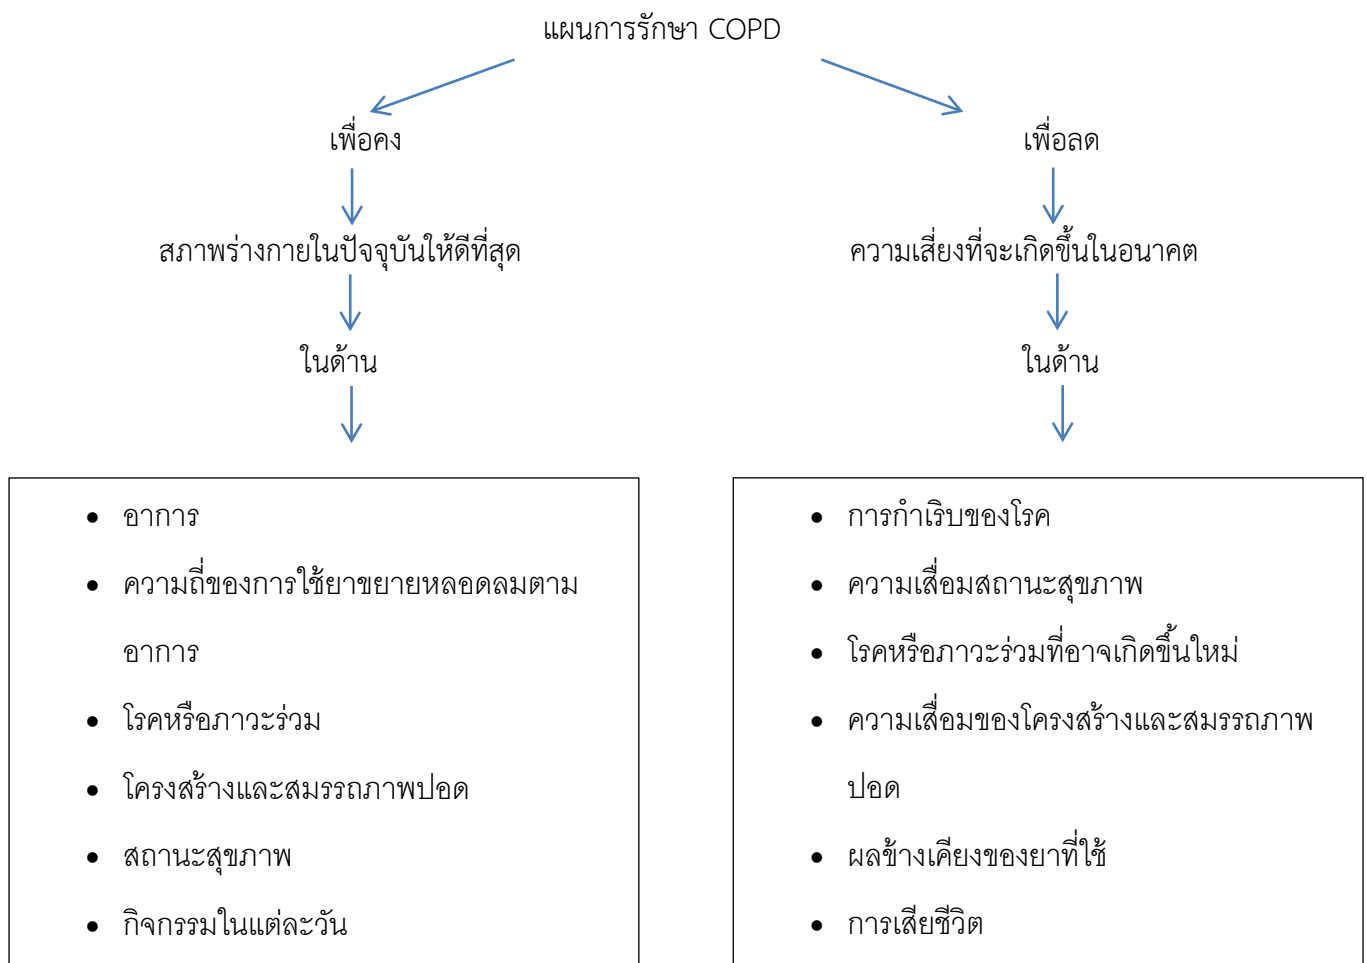 แผนการรักษา COPD
เพื่อคง
สภาพร่างกายในปัจจุบันให้ดีที่สุด
ในด้าน
• อาการ
• ความถี่ของการใช้ยาขยายหลอดลมตาม
อาการ
• โรคหรือภาวะร่วม
• โครงสร้างและสมรรถภาพปอด
• สถานะสุขภาพ
• กิจกรรมในแต่ละวัน
เพื่อลด
ความเสี่ยงที่จะเกิดขึ้นในอนาคต
ในด้าน
• การกำเริบของโรค
• ความเสื่อมสถานะสุขภาพ
• โรคหรือภาวะร่วมที่อาจเกิดขึ้นใหม่
• ความเสื่อมของโครงสร้างและสมรรถภาพ
ปอด
• ผลข้างเคียงของยาที่ใช้
• การเสียชีวิต